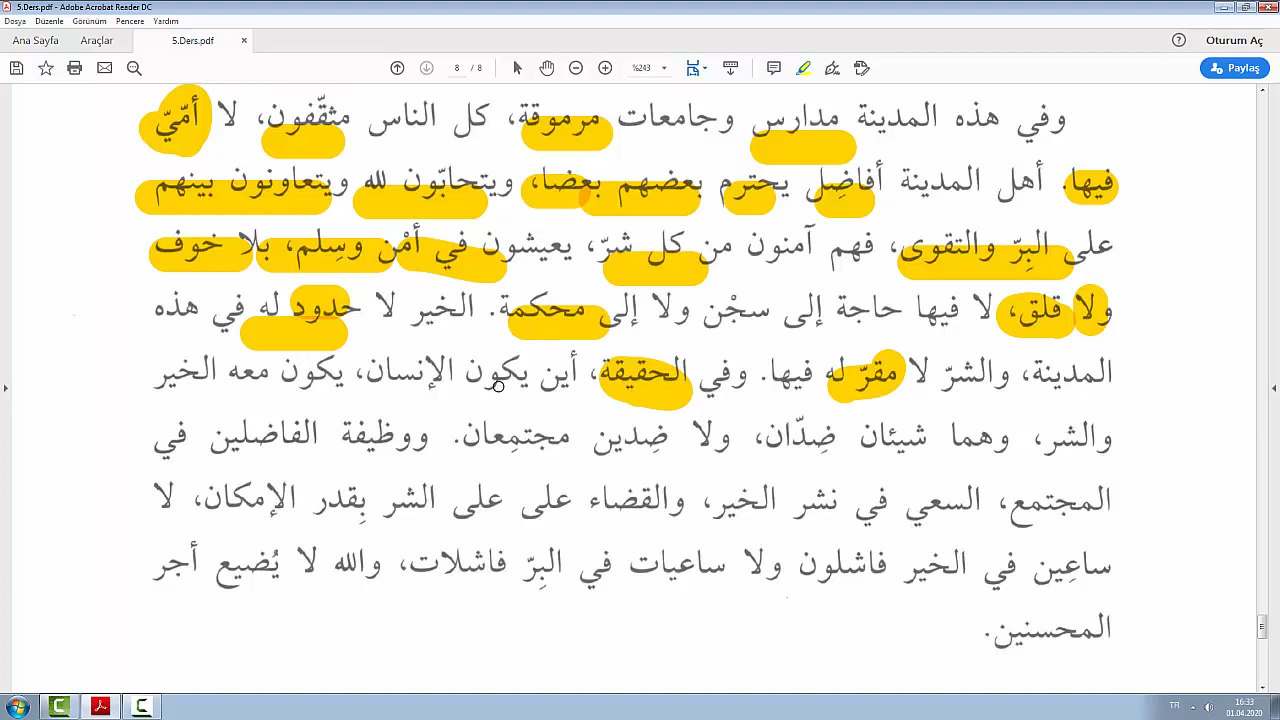 5.Ders.pdf - Adobe Acrobat Reader DC
Dosya Düzenle Görünüm Pencere Yardım
Ana Sayfa Araçlar 5.Ders.pdf × Oturum Aç
8 / 8 %243 Paylaş
وفي هذه المدينة مدارس وجامعات مرموقة، كل الناس مثقّفون، لا أمّيّ
فيها. أهل المدينة أفاضِل يحترم بعضهم بعضا، ويتحابّون لله ويتعاونون بينهم
على البِرّ والتقوى، فهم آمنون من كل شرّ، يعيشون في أمْن وسِلم، بلا خوف
ولا قلق، لا فيها حاجة إلى سجْن ولا إلى محكمة. الخير لا حدود له في هذه
المدينة، والشرّ لا مقرّ له فيها. وفي الحقيقة، أين يكون الإنسان، يكون معه الخير
والشر، وهما شيئان ضِدّان، ولا ضِدين مجتمِعان. ووظيفة الفاضلين في
المجتمع، السعي في نشر الخير، والقضاء على على الشر بِقدر الإمكان، لا
ساعِين في الخير فاشلون ولا ساعيات في البِرّ فاشلات، والله لا يُضيع أجر
المحسنين.
TR 16:33
01.04.2020